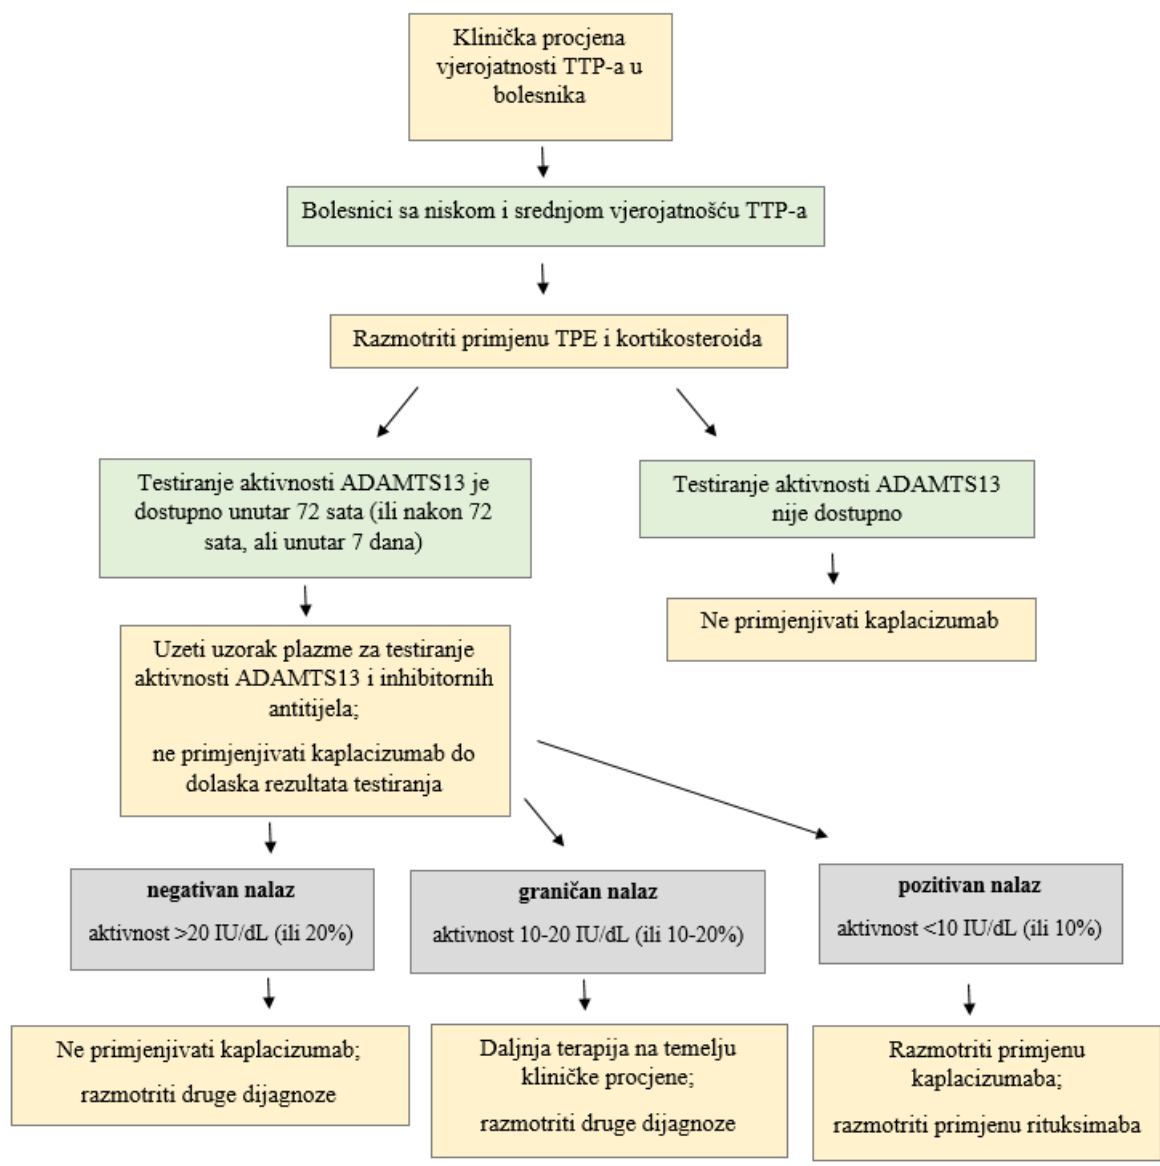 Klinička procjena
vjerojatnosti TTP-a u
bolesnika
Bolesnici sa niskom i srednjom vjerojatnošću TTP-a
Razmotriti primjenu TPE i kortikosteroida
Testiranje aktivnosti ADAMTS13 je
dostupno unutar 72 sata (ili nakon 72
sata, ali unutar 7 dana)
Testiranje aktivnosti ADAMTS13
nije dostupno
Uzeti uzorak plazme za testiranje
aktivnosti ADAMTS13 i inhibitornih
antitijela;
ne primjenjivati kaplacizumab do
dolaska rezultata testiranja
Ne primjenjivati kaplacizumab
negativan nalaz
aktivnost >20 IU/dL (ili 20%)
graničan nalaz
aktivnost 10-20 IU/dL (ili 10-20%)
pozitivan nalaz
aktivnost <10 IU/dL (ili 10%)
Ne primjenjivati kaplacizumab;
razmotriti druge dijagnoze
Daljnja terapija na temelju
kliničke procjene;
razmotriti druge dijagnoze
Razmotriti primjenu
kaplacizumaba;
razmotriti primjenu rituksimaba